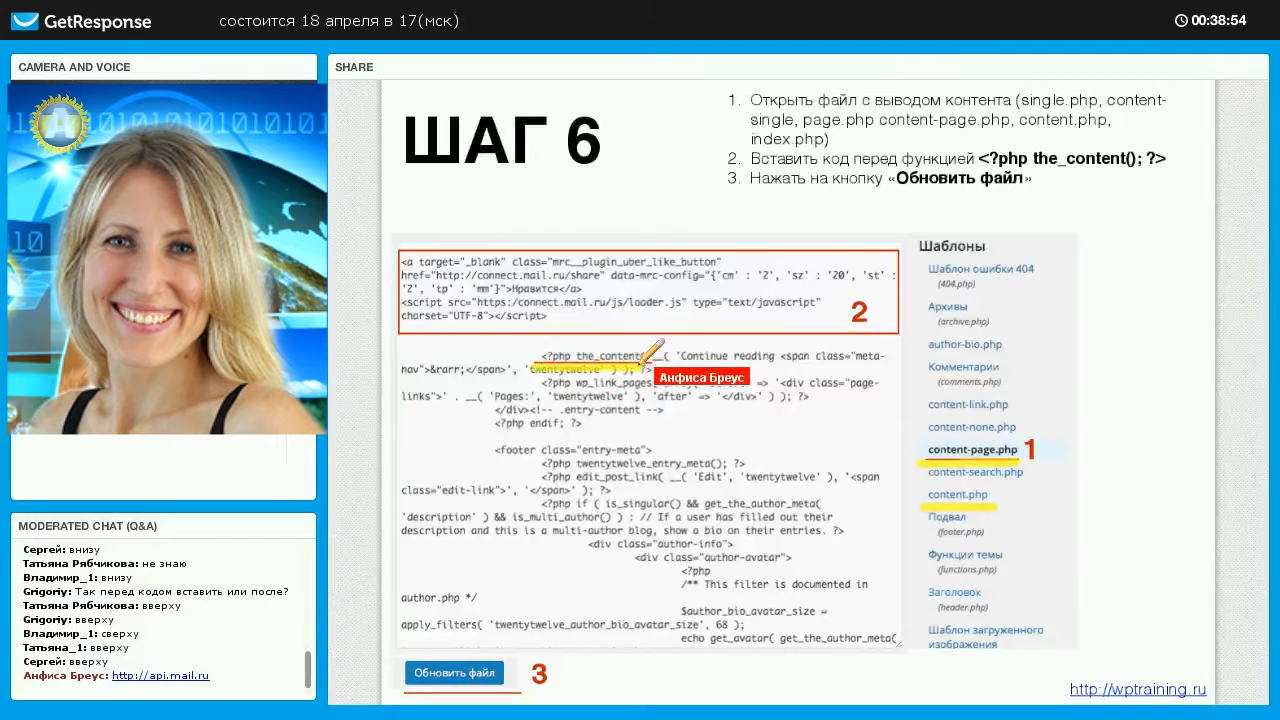 GetResponse
состоится 18 апреля в 17(мск)
00:38:54
CAMERA AND VOICE
SHARE
ШАГ 6
1. Открыть файл с выводом контента (single.php, content-
single, page.php content-page.php, content.php,
index.php)
2. Вставить код перед функцией <?php the_content(); ?>
3. Нажать на кнопку «Обновить файл»
<a target="_blank" class="mrc__plugin_uber_like_button"
href="http://connect.mail.ru/share" data-mrc-config="{'cm' : '2', 'sz' : '20', 'st' :
'2', 'tp' : 'mm'}">Нравится</a>
<script src="https:/connect.mail.ru/js/loader.js" type="text/javascript"
charset="UTF-8"></script>
2
<?php the_content( __( 'Continue reading <span class="meta-
nav">&rarr;</span>', 'twentytwelve' ) ); ?>
Анфиса Бреус
<?php wp_link_pages( => '<div class="page-
links">' . __( 'Pages:', 'twentytwelve' ), 'after' => '</div>' ) ); ?>
</div><!-- .entry-content -->
<?php endif; ?>
<footer class="entry-meta">
<?php twentytwelve_entry_meta(); ?>
<?php edit_post_link( __( 'Edit', 'twentytwelve' ), '<span
class="edit-link">', '</span>' ); ?>
<?php if ( is_singular() && get_the_author_meta(
'description' ) && is_multi_author() ) : // If a user has filled out their
description and this is a multi-author blog, show a bio on their entries. ?>
<div class="author-info">
<div class="author-avatar">
<?php
/** This filter is documented in
author.php */
$author_bio_avatar_size =
apply_filters( 'twentytwelve_author_bio_avatar_size', 68 );
echo get_avatar( get_the_author_meta(
Обновить файл
3
Шаблоны
Шаблон ошибки 404
(404.php)
Архивы
(archive.php)
author-bio.php
Комментарии
(comments.php)
content-link.php
content-none.php
content-page.php 1
content-search.php
content.php
Подвал
(footer.php)
Функции темы
(functions.php)
Заголовок
(header.php)
Шаблон загруженного
изображения
http://wptraining.ru
MODERATED CHAT (Q&A)
Сергей: внизу
Татьяна Рябчикова: не знаю
Владимир_1: внизу
Grigoriy: Так перед кодом вставить или после?
Татьяна Рябчикова: вверху
Grigoriy: вверху
Владимир_1: сверху
Татьяна_1: вверху
Сергей: вверху
Анфиса Бреус: http://api.mail.ru